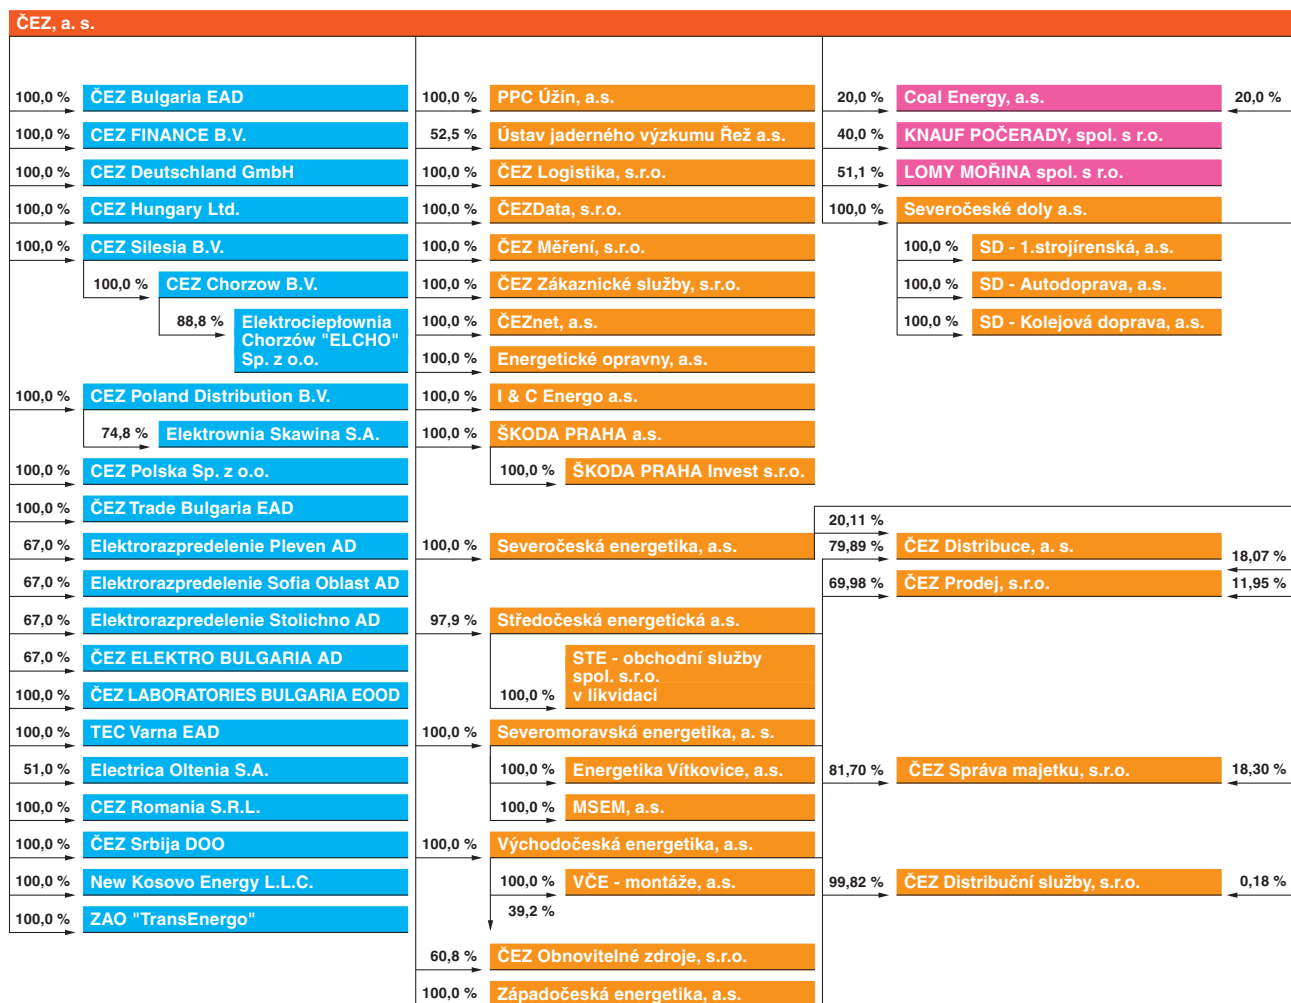 ČEZ, a. s.
100,0 % ČEZ Bulgaria EAD
100,0 % CEZ FINANCE B.V.
100,0 % CEZ Deutschland GmbH
100,0 % CEZ Hungary Ltd.
100,0 % CEZ Silesia B.V.
100,0 % CEZ Chorzow B.V.
88,8 % Elektrociepłownia
Chorzów "ELCHO"
Sp. z o.o.
100,0 % CEZ Poland Distribution B.V.
74,8 % Elektrownia Skawina S.A.
100,0 % CEZ Polska Sp. z o.o.
100,0 % ČEZ Trade Bulgaria EAD
67,0 % Elektrorazpredelenie Pleven AD
67,0 % Elektrorazpredelenie Sofia Oblast AD
67,0 % Elektrorazpredelenie Stolichno AD
67,0 % ČEZ ELEKTRO BULGARIA AD
100,0 % ČEZ LABORATORIES BULGARIA EOOD
100,0 % TEC Varna EAD
51,0 % Electrica Oltenia S.A.
100,0 % CEZ Romania S.R.L.
100,0 % ČEZ Srbija DOO
100,0 % New Kosovo Energy L.L.C.
100,0 % ZAO "TransEnergo"
100,0 % PPC Úžín, a.s.
52,5 % Ústav jaderného výzkumu Řež a.s.
100,0 % ČEZ Logistika, s.r.o.
100,0 % ČEZData, s.r.o.
100,0 % ČEZ Měření, s.r.o.
100,0 % ČEZ Zákaznické služby, s.r.o.
100,0 % ČEZnet, a.s.
100,0 % Energetické opravny, a.s.
100,0 % I & C Energo a.s.
100,0 % ŠKODA PRAHA a.s.
100,0 % ŠKODA PRAHA Invest s.r.o.
100,0 % Severočeská energetika, a.s.
97,9 % Středočeská energetická a.s.
STE - obchodní služby
spol. s.r.o.
100,0 % v likvidaci
100,0 % Severomoravská energetika, a. s.
100,0 % Energetika Vítkovice, a.s.
100,0 % MSEM, a.s.
100,0 % Východočeská energetika, a.s.
100,0 % VČE - montáže, a.s.
39,2 %
60,8 % ČEZ Obnovitelné zdroje, s.r.o.
100,0 % Západočeská energetika, a.s.
20,0 % Coal Energy, a.s. 20,0 %
40,0 % KNAUF POČERADY, spol. s r.o.
51,1 % LOMY MOŘINA spol. s r.o.
100,0 % Severočeské doly a.s.
100,0 % SD - 1.strojírenská, a.s.
100,0 % SD - Autodoprava, a.s.
100,0 % SD - Kolejová doprava, a.s.
20,11 %
79,89 % ČEZ Distribuce, a. s. 18,07 %
69,98 % ČEZ Prodej, s.r.o. 11,95 %
81,70 % ČEZ Správa majetku, s.r.o. 18,30 %
99,82 % ČEZ Distribuční služby, s.r.o. 0,18 %